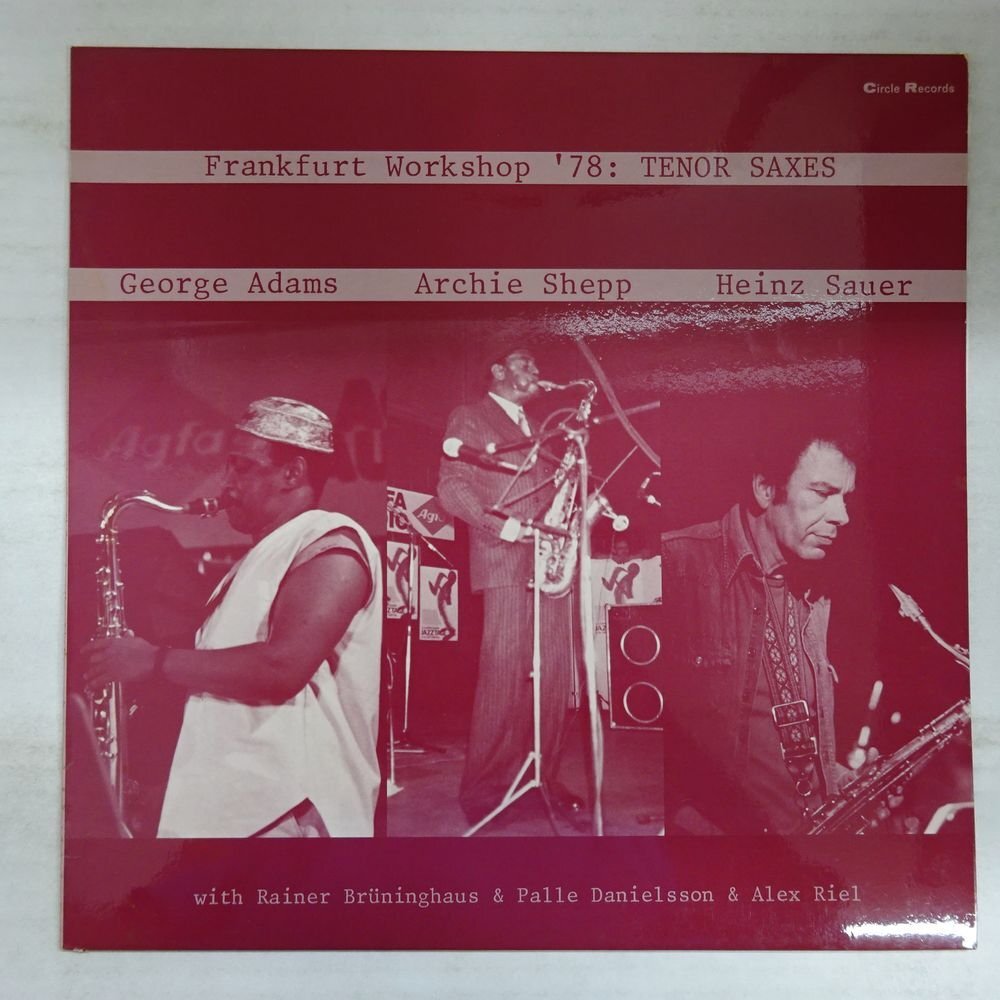 Circle Records
Frankfurt Workshop '78: TENOR SAXES
George Adams Archie Shepp Heinz Sauer
Agfa
Agfa
with Rainer Brüninghaus & Palle Danielsson & Alex Riel